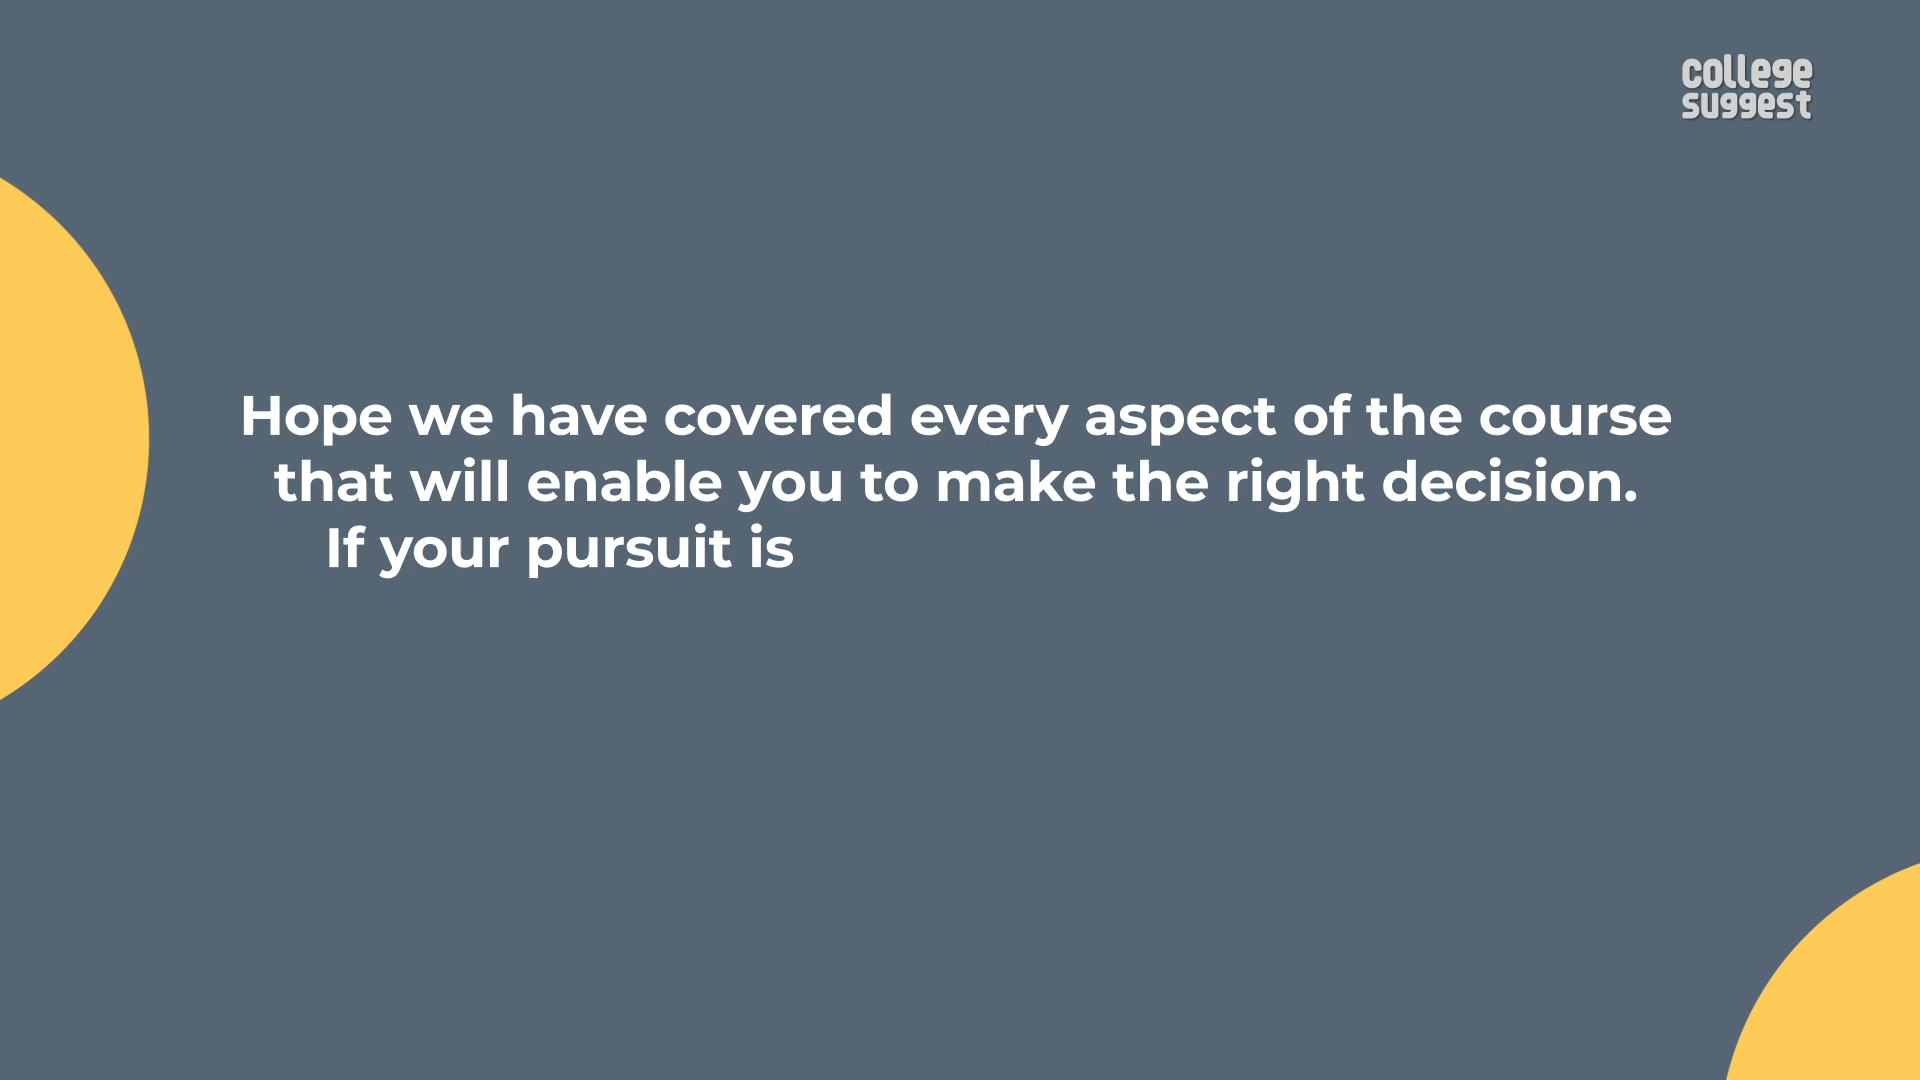 college
suggest
Hope we have covered every aspect of the course
that will enable you to make the right decision.
If your pursuit is